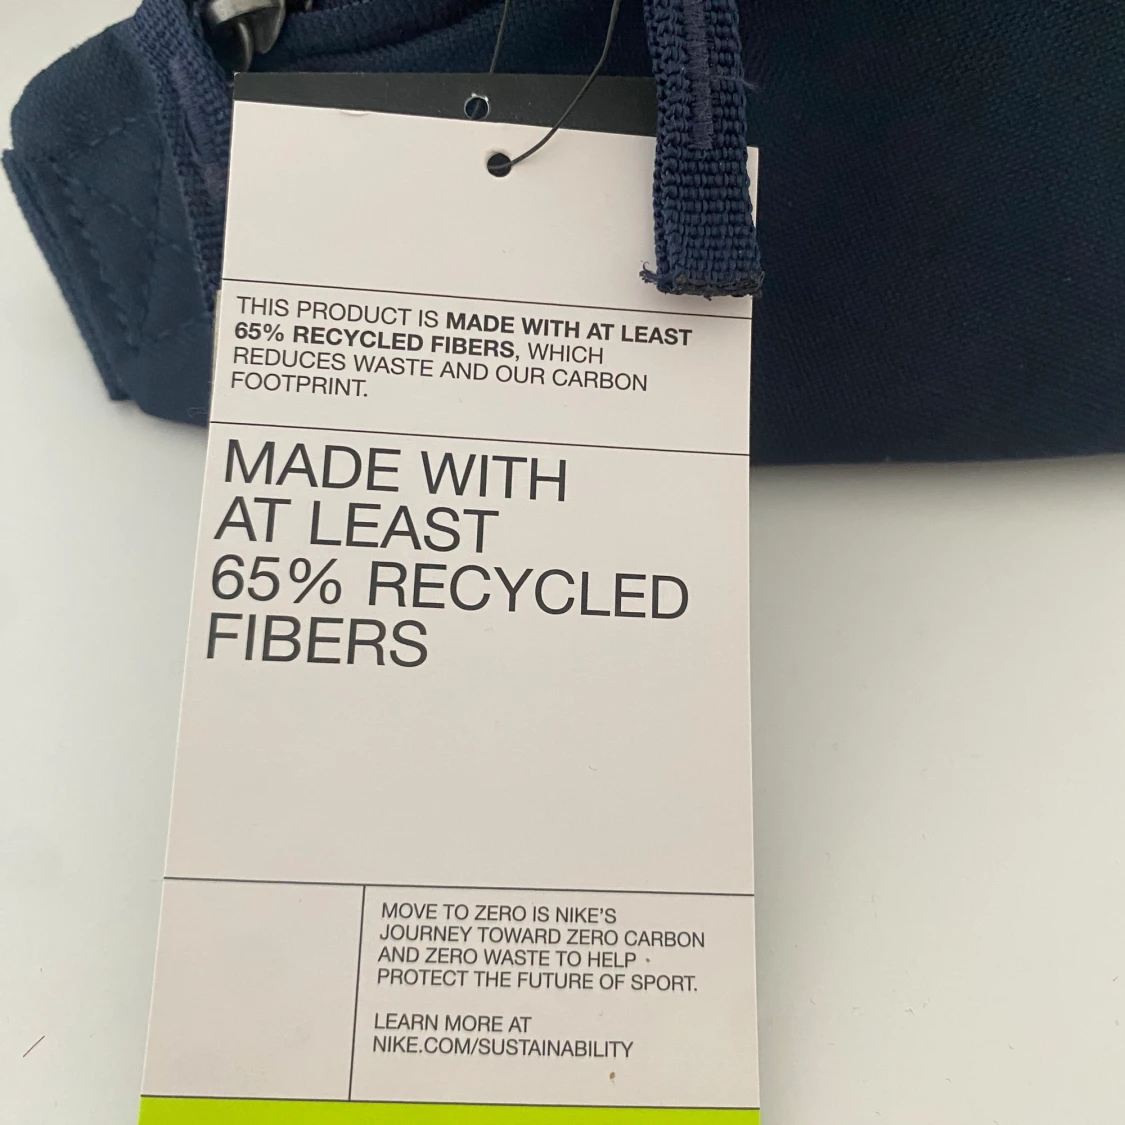 THIS PRODUCT IS MADE WITH AT LEAST
65% RECYCLED FIBERS, WHICH
REDUCES WASTE AND OUR CARBON
FOOTPRINT.
MADE WITH
AT LEAST
65% RECYCLED
FIBERS
MOVE TO ZERO IS NIKE'S
JOURNEY TOWARD ZERO CARBON
AND ZERO WASTE TO HELP
PROTECT THE FUTURE OF SPORT.
LEARN MORE AT
NIKE.COM/SUSTAINABILITY